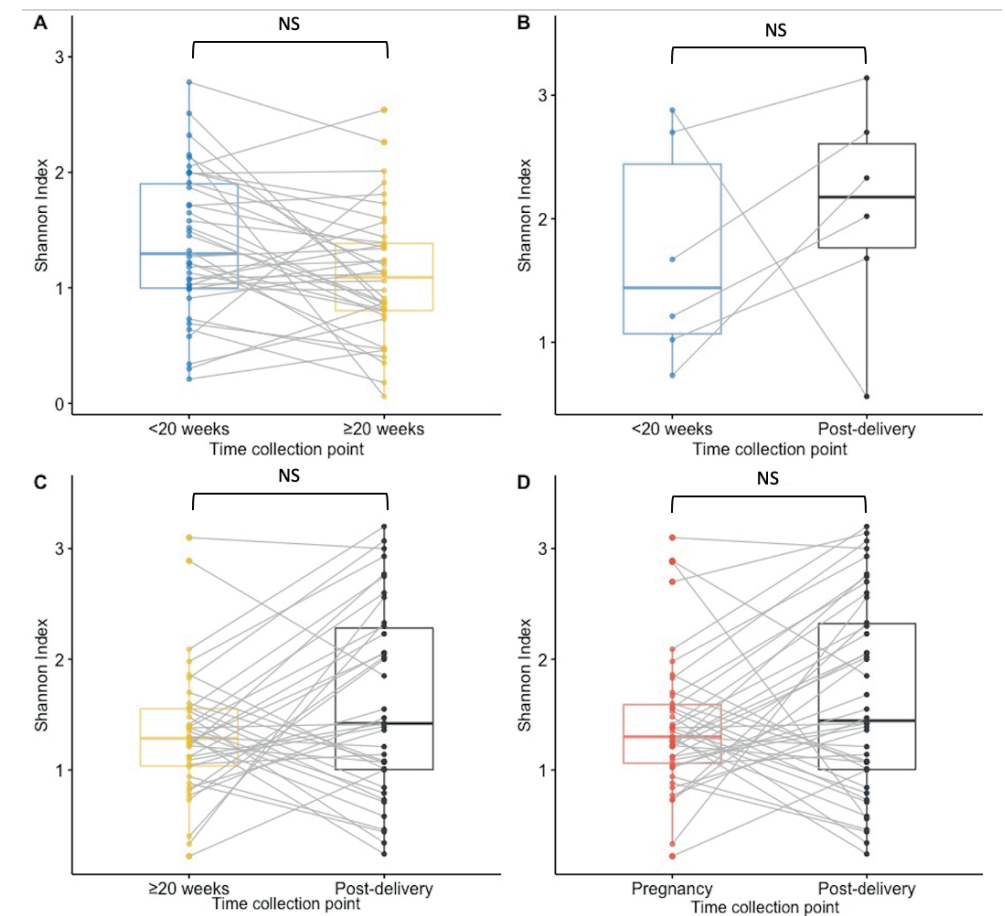 A
NS
3
2
1
0
Shannon Index
<20 weeks
≥20 weeks
Time collection point
B
NS
3
2
1
Shannon Index
<20 weeks
Post-delivery
Time collection point
C
NS
3
2
1
Shannon Index
≥20 weeks
Post-delivery
Time collection point
D
NS
3
2
1
Shannon Index
Pregnancy
Post-delivery
Time collection point